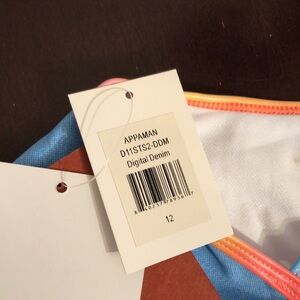 APPAMAN
D11STS2-DDM
Digital Denim
12